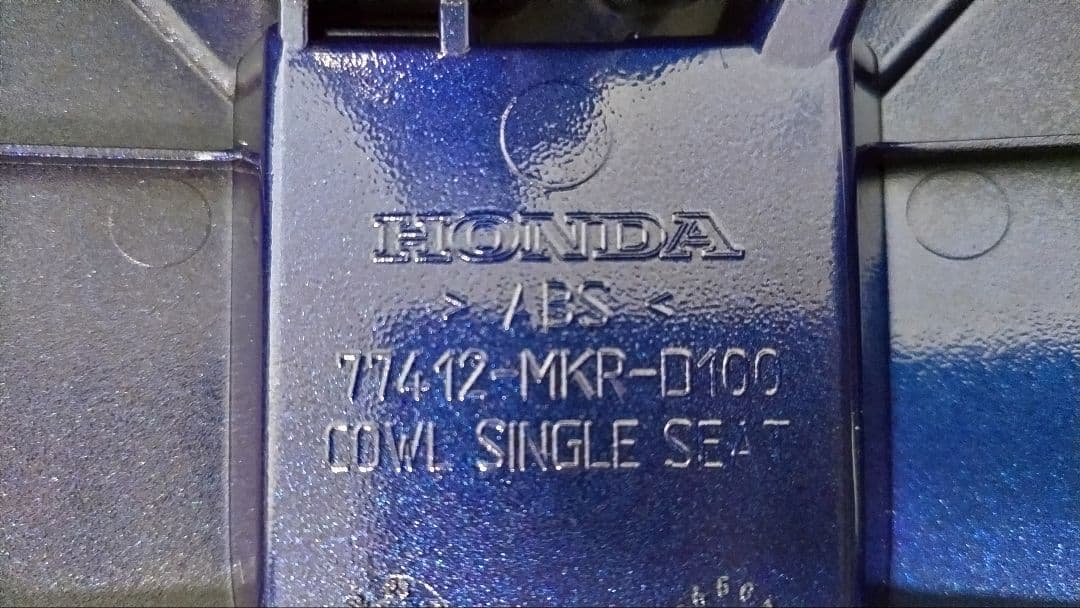 HONDA
> ABS <
77412-MKR-D100
COWL SINGLE SEAT